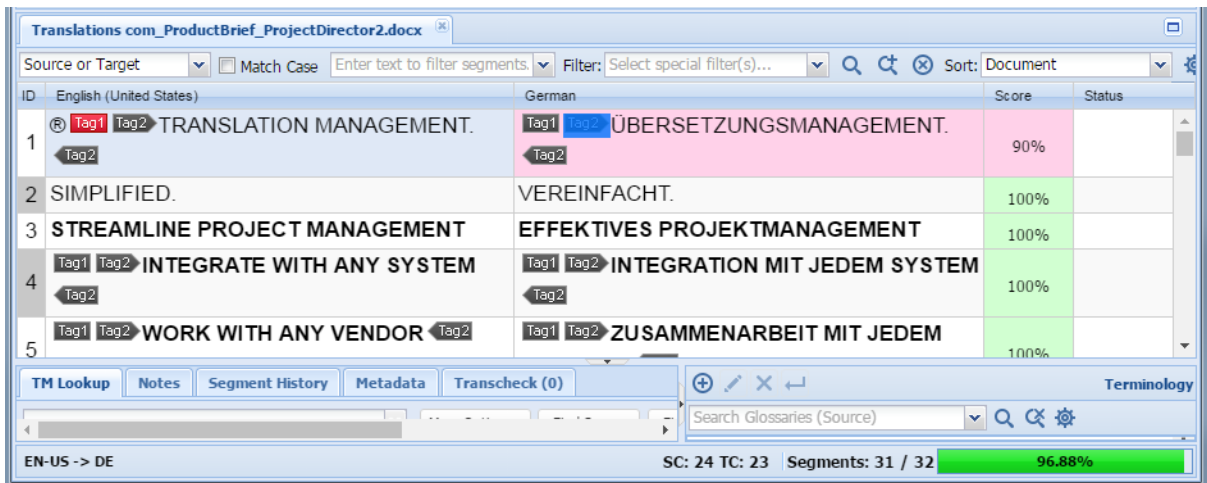 Translations com_ProductBrief_ProjectDirector2.docx
Source or Target Match Case Enter text to filter segments. Filter: Select special filter(s)... Sort: Document
ID English (United States) German Score Status
1 ® Tag1 Tag2 TRANSLATION MANAGEMENT. Tag1 Tag2 ÜBERSETZUNGSMANAGEMENT. 90%
Tag2 Tag2
2 SIMPLIFIED. VEREINFACHT. 100%
3 STREAMLINE PROJECT MANAGEMENT EFFEKTIVES PROJEKTMANAGEMENT 100%
4 Tag1 Tag2 INTEGRATE WITH ANY SYSTEM Tag1 Tag2 INTEGRATION MIT JEDEM SYSTEM 100%
Tag2 Tag2
5 Tag1 Tag2 WORK WITH ANY VENDOR Tag2 Tag1 Tag2 ZUSAMMENARBEIT MIT JEDEM
100%
TM Lookup Notes Segment History Metadata Transcheck (0) Terminology
Search Glossaries (Source)
EN-US -> DE SC: 24 TC: 23 Segments: 31 / 32 96.88%